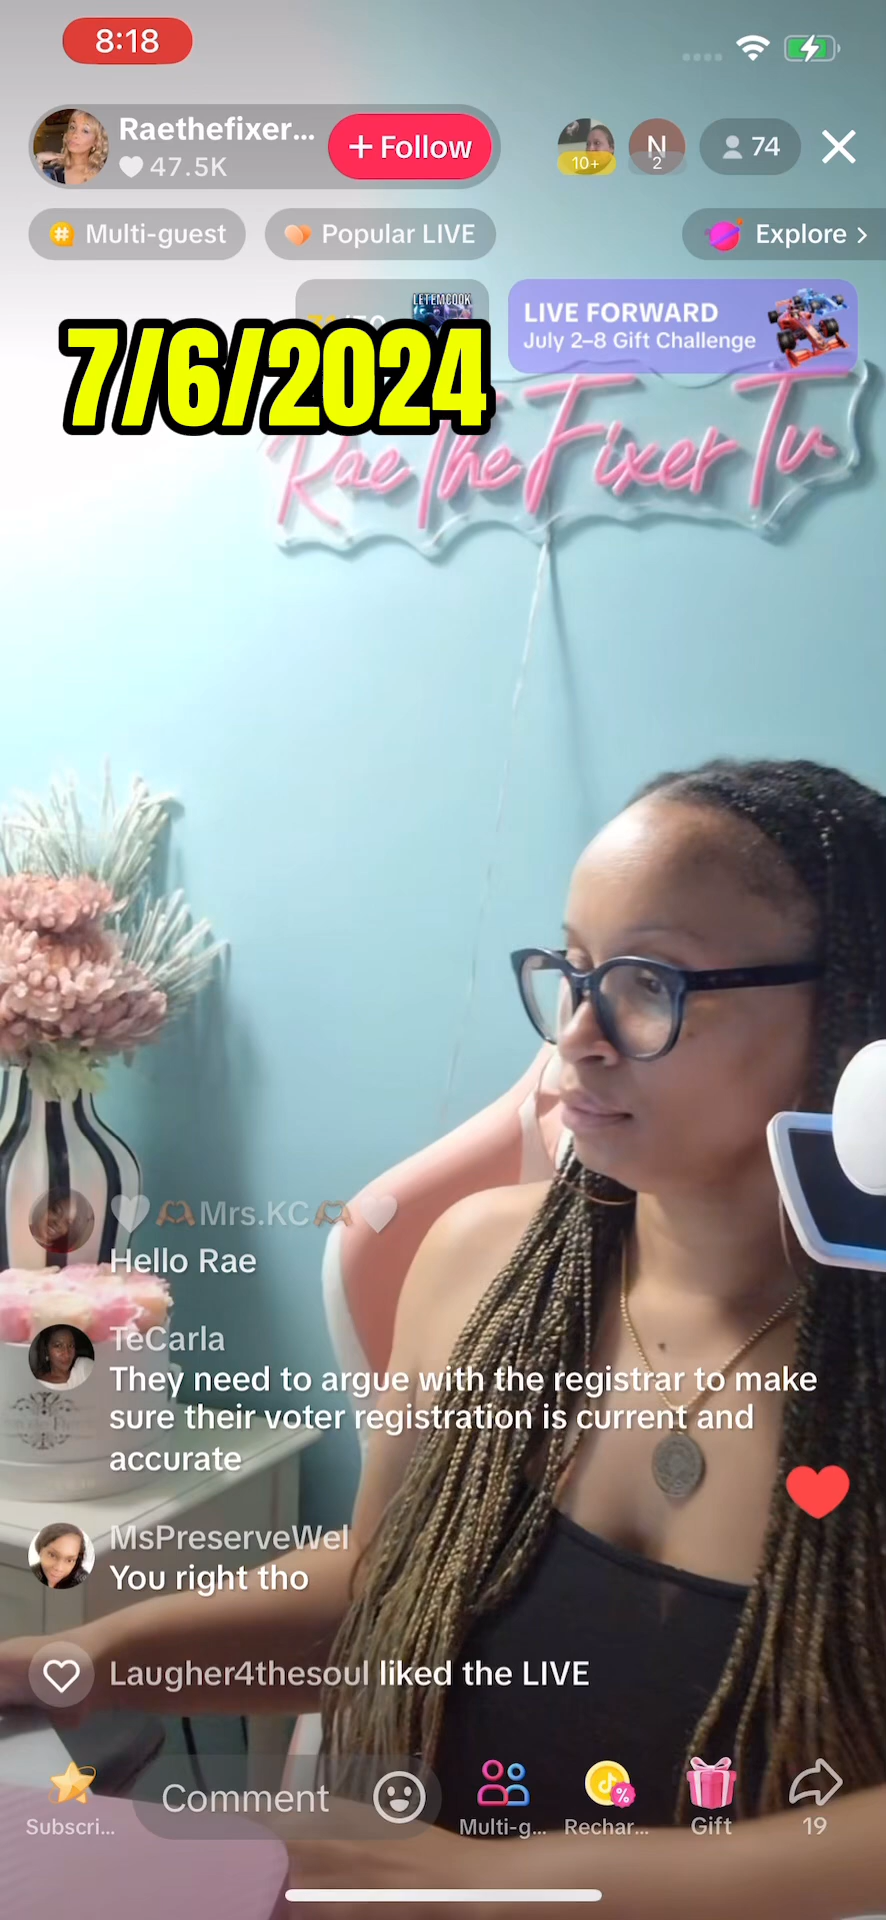 8:18
Raethefixer...
47.5K
+ Follow
10+
N
2
74
Multi-guest
Popular LIVE
Explore >
LETEMCOOK
LIVE FORWARD
July 2–8 Gift Challenge
7/6/2024
RaeTheFixer Tv
Mrs.KC
Hello Rae
TeCarla
They need to argue with the registrar to make
sure their voter registration is current and
accurate
MsPreserveWel
You right tho
Laugher4thesoul liked the LIVE
Comment
Subscri...
Multi-g...
Rechar...
Gift
19